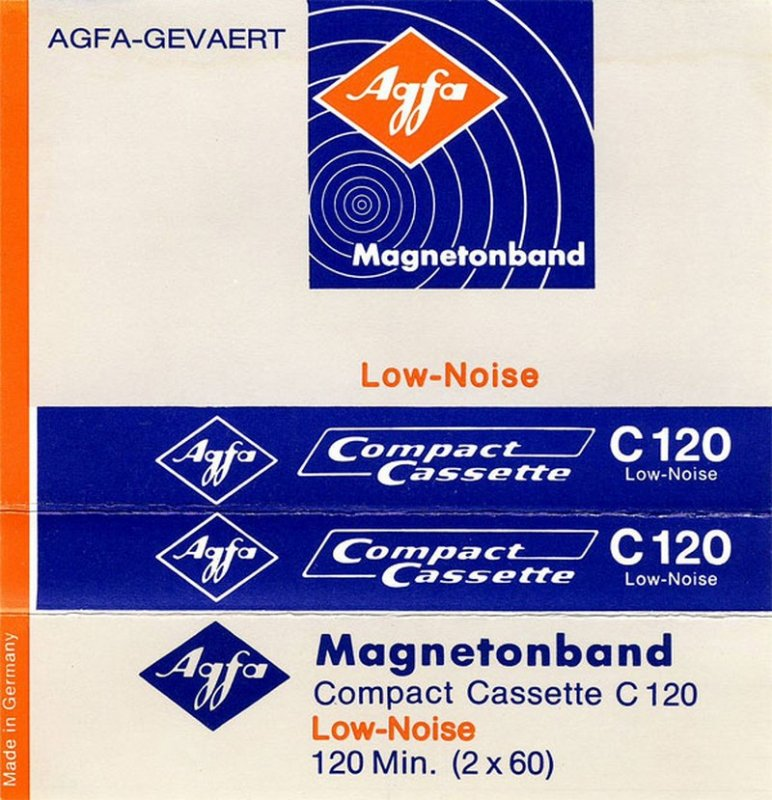 AGFA-GEVAERT
Agfa
Magnetonband
Low-Noise
Agfa
Compact
Cassette
C 120
Low-Noise
Agfa
Compact
Cassette
C 120
Low-Noise
Agfa
Magnetonband
Compact Cassette C 120
Low-Noise
120 Min. (2 x 60)
Made in Germany